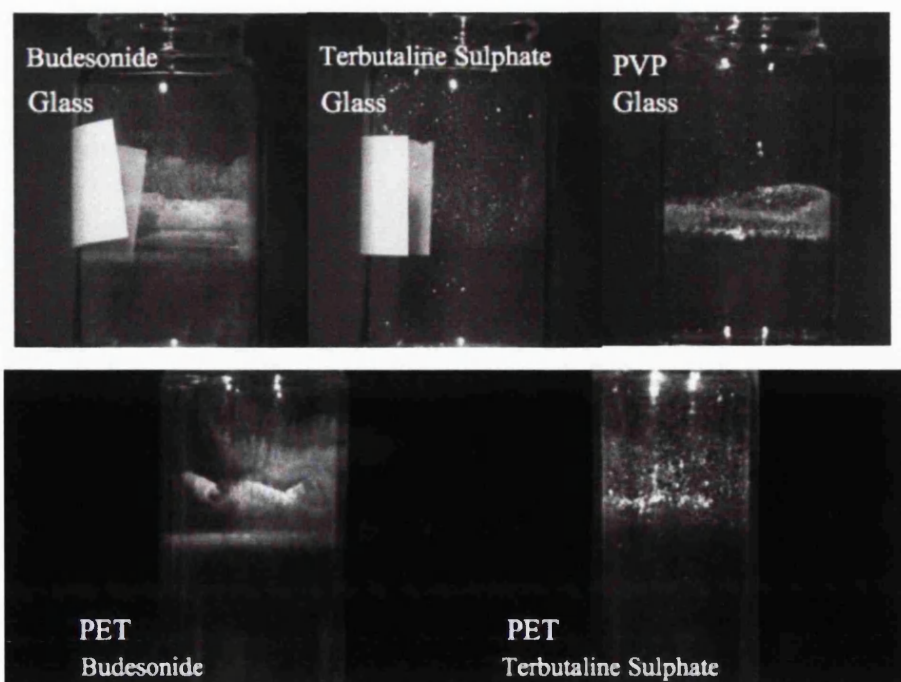 Budesonide
Glass
Terbutaline Sulphate
Glass
PVP
Glass
PET
Budesonide
PET
Terbutaline Sulphate